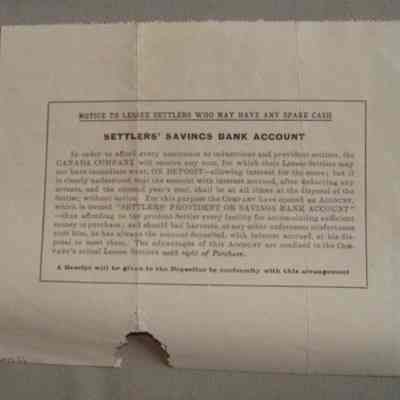 NOTICE TO LESSEE SETTLERS WHO MAY HAVE ANY SPARE CASH
SETTLERS' SAVINGS BANK ACCOUNT
In order to afford every assistance to industrious and provident settlers, the
CANADA COMPANY will receive any sum, for which their Lessee Settlers may
not have immediate want, ON DEPOSIT—allowing interest for the same; but it
is clearly understood, that the amount with interest accrued, after deducting any
arrears, and the current year's rent, shall be at all times at the disposal of the
Settler, without notice. For this purpose the COMPANY have opened an ACCOUNT,
which is termed "SETTLERS' PROVIDENT OR SAVINGS BANK ACCOUNT"
—thus affording to the prudent Settler every facility for accumulating sufficient
money to purchase; and should bad harvests, or any other unforeseen misfortunes
visit him, he has always the amount deposited, with interest accrued, at his dis-
posal to meet them. The advantages of this ACCOUNT are confined to the COM-
PANY'S actual Lessee Settlers until right of Purchase.
A Receipt will be given to the Depositor in conformity with this arrangement